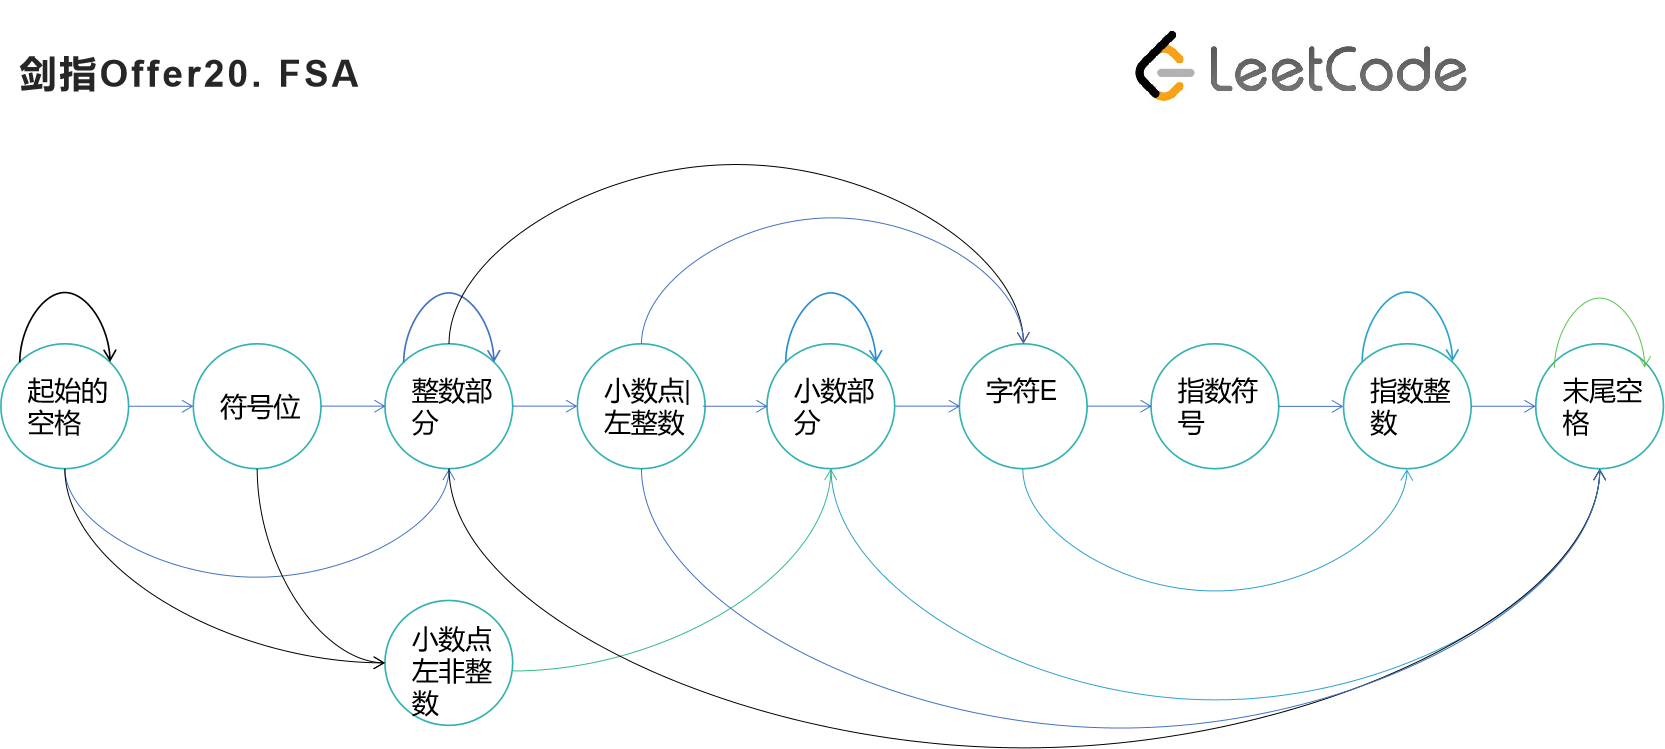 剑指Offer20. FSA
LeetCode
起始的
空格
符号位
整数部
分
小数点|
左整数
小数部
分
字符E
指数符
号
指数整
数
末尾空
格
小数点
左非整
数